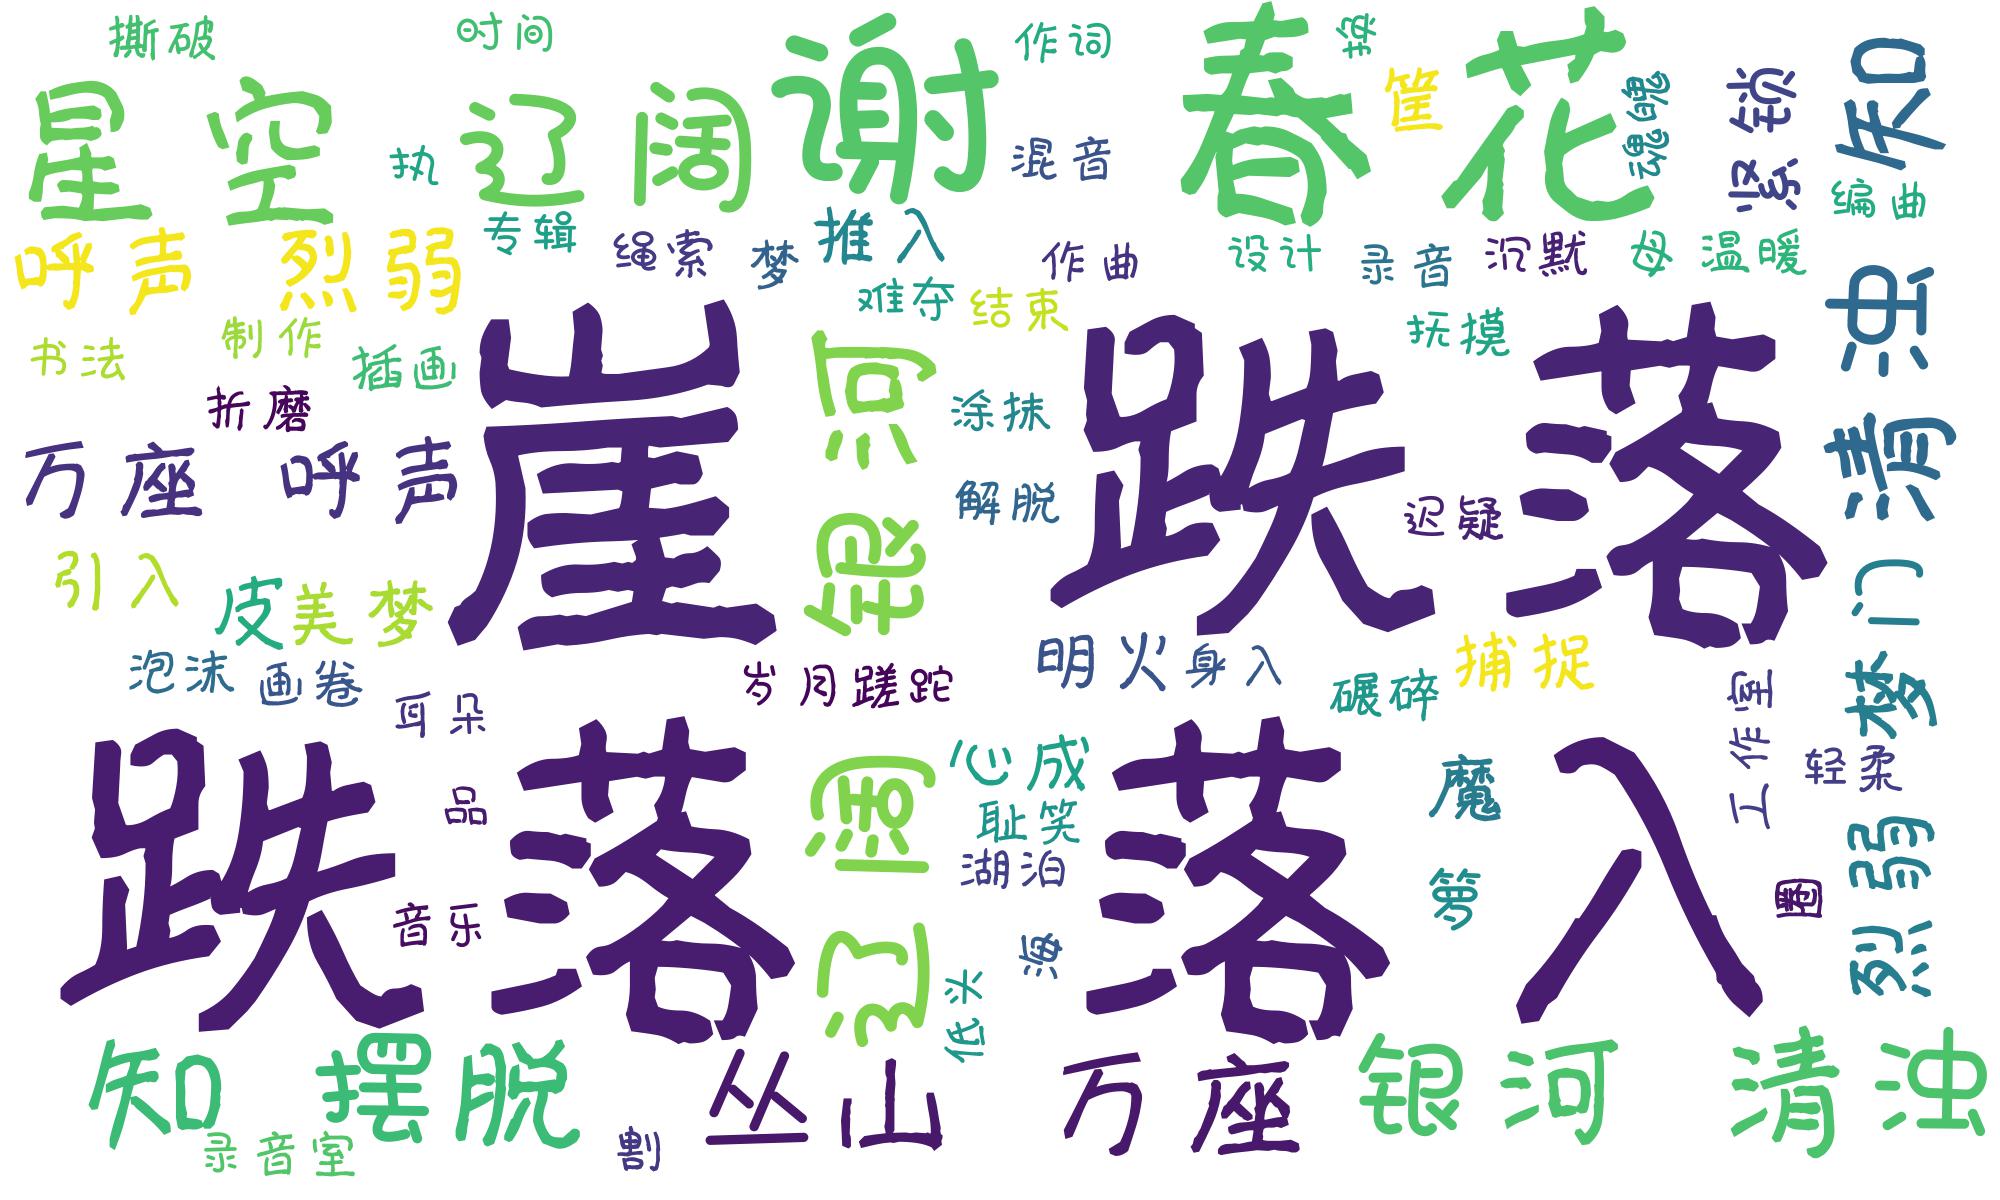 撕破
时间
作词
换
星空
辽阔
谢
春花
筐
魂魄
紧锁
知
执
混音
编曲
呼声 烈弱
专辑
绳索
梦
推入
作曲
设计
录音
沉默
母 温暖
难夺
结束
清浊
书法
制作
插画
崖
银河
跌落
抚摸
折磨
涂抹
万座 呼声
解脱
迟疑
引入
皮
美梦
梦门
泡沫
画卷
耳朵
岁月蹉跎
明火
身入
碾碎
捕捉
工作室
跌落
品
辽阔
心成
耻笑
落入
魔
轻柔
湖泊
箩
烈弱
音乐
海
圈
低头
知 摆脱
丛山
万座
银河 清浊
录音室
割